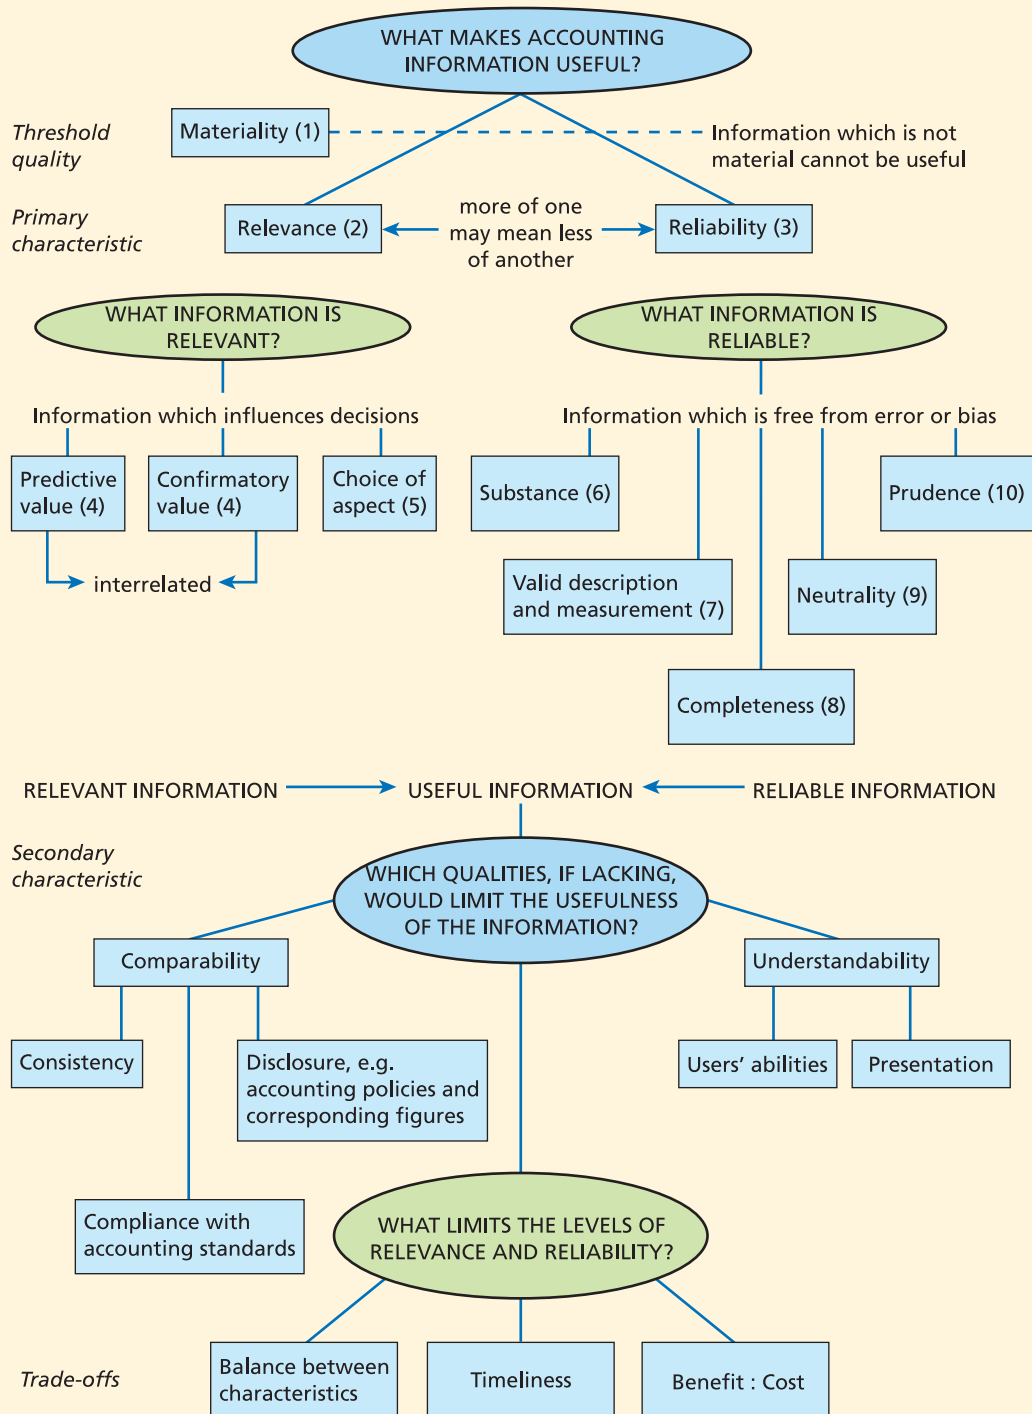 WHAT MAKES ACCOUNTING
INFORMATION USEFUL?
Threshold
quality
Materiality (1)
Information which is not
material cannot be useful
Primary
characteristic
Relevance (2)
more of one
may mean less
of another
Reliability (3)
WHAT INFORMATION IS
RELEVANT?
WHAT INFORMATION IS
RELIABLE?
Information which influences decisions
Information which is free from error or bias
Predictive
value (4)
Confirmatory
value (4)
Choice of
aspect (5)
Substance (6)
Prudence (10)
interrelated
Valid description
and measurement (7)
Neutrality (9)
Completeness (8)
RELEVANT INFORMATION
USEFUL INFORMATION
RELIABLE INFORMATION
Secondary
characteristic
WHICH QUALITIES, IF LACKING,
WOULD LIMIT THE USEFULNESS
OF THE INFORMATION?
Comparability
Understandability
Consistency
Disclosure, e.g.
accounting policies and
corresponding figures
Users’ abilities
Presentation
Compliance with
accounting standards
WHAT LIMITS THE LEVELS OF
RELEVANCE AND RELIABILITY?
Trade-offs
Balance between
characteristics
Timeliness
Benefit : Cost